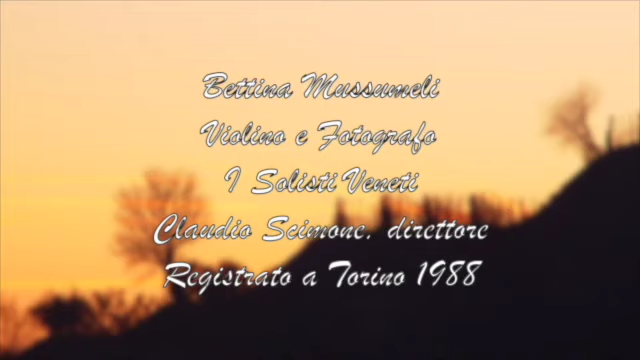 Bettina Mussumeli
Violino e Fotografo
I Solisti Veneti
Claudio Scimone, direttore
Registrato a Torino 1988